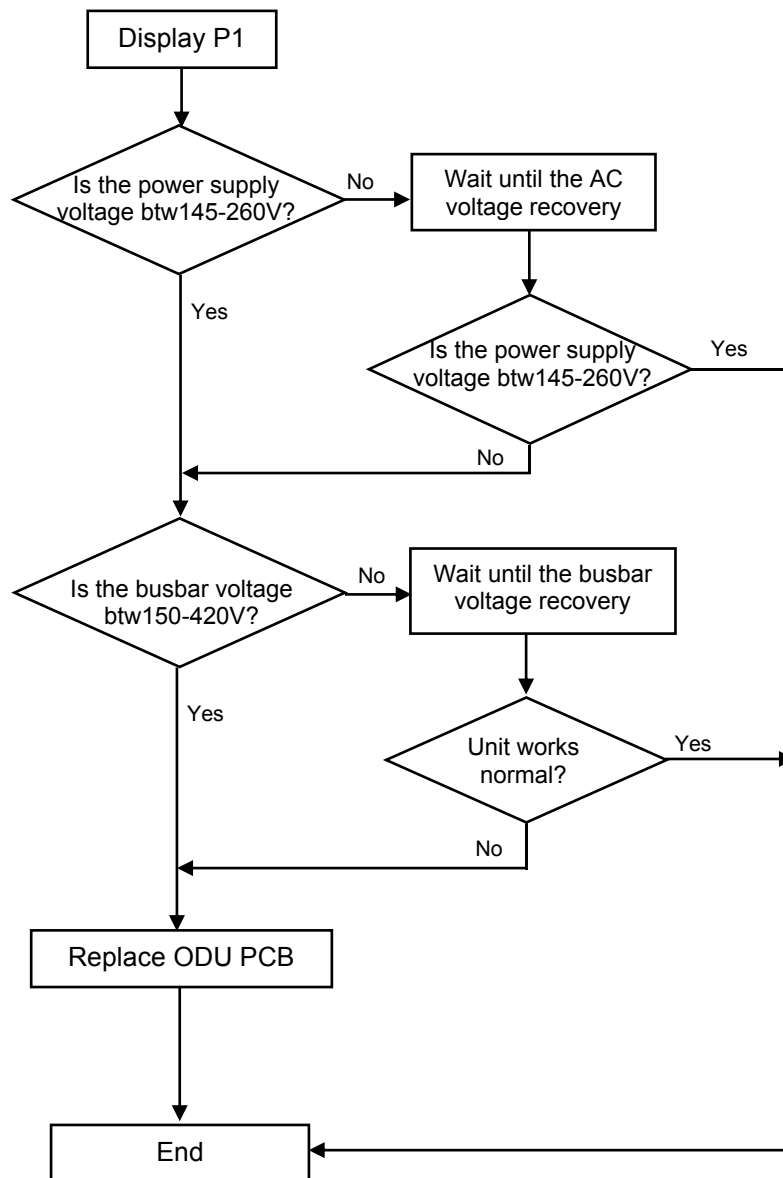 Display P1
Is the power supply
voltage btw145-260V?
No
Wait until the AC
voltage recovery
Yes
Is the power supply
voltage btw145-260V?
Yes
No
Is the busbar voltage
btw150-420V?
No
Wait until the busbar
voltage recovery
Yes
Unit works
normal?
Yes
No
Replace ODU PCB
End